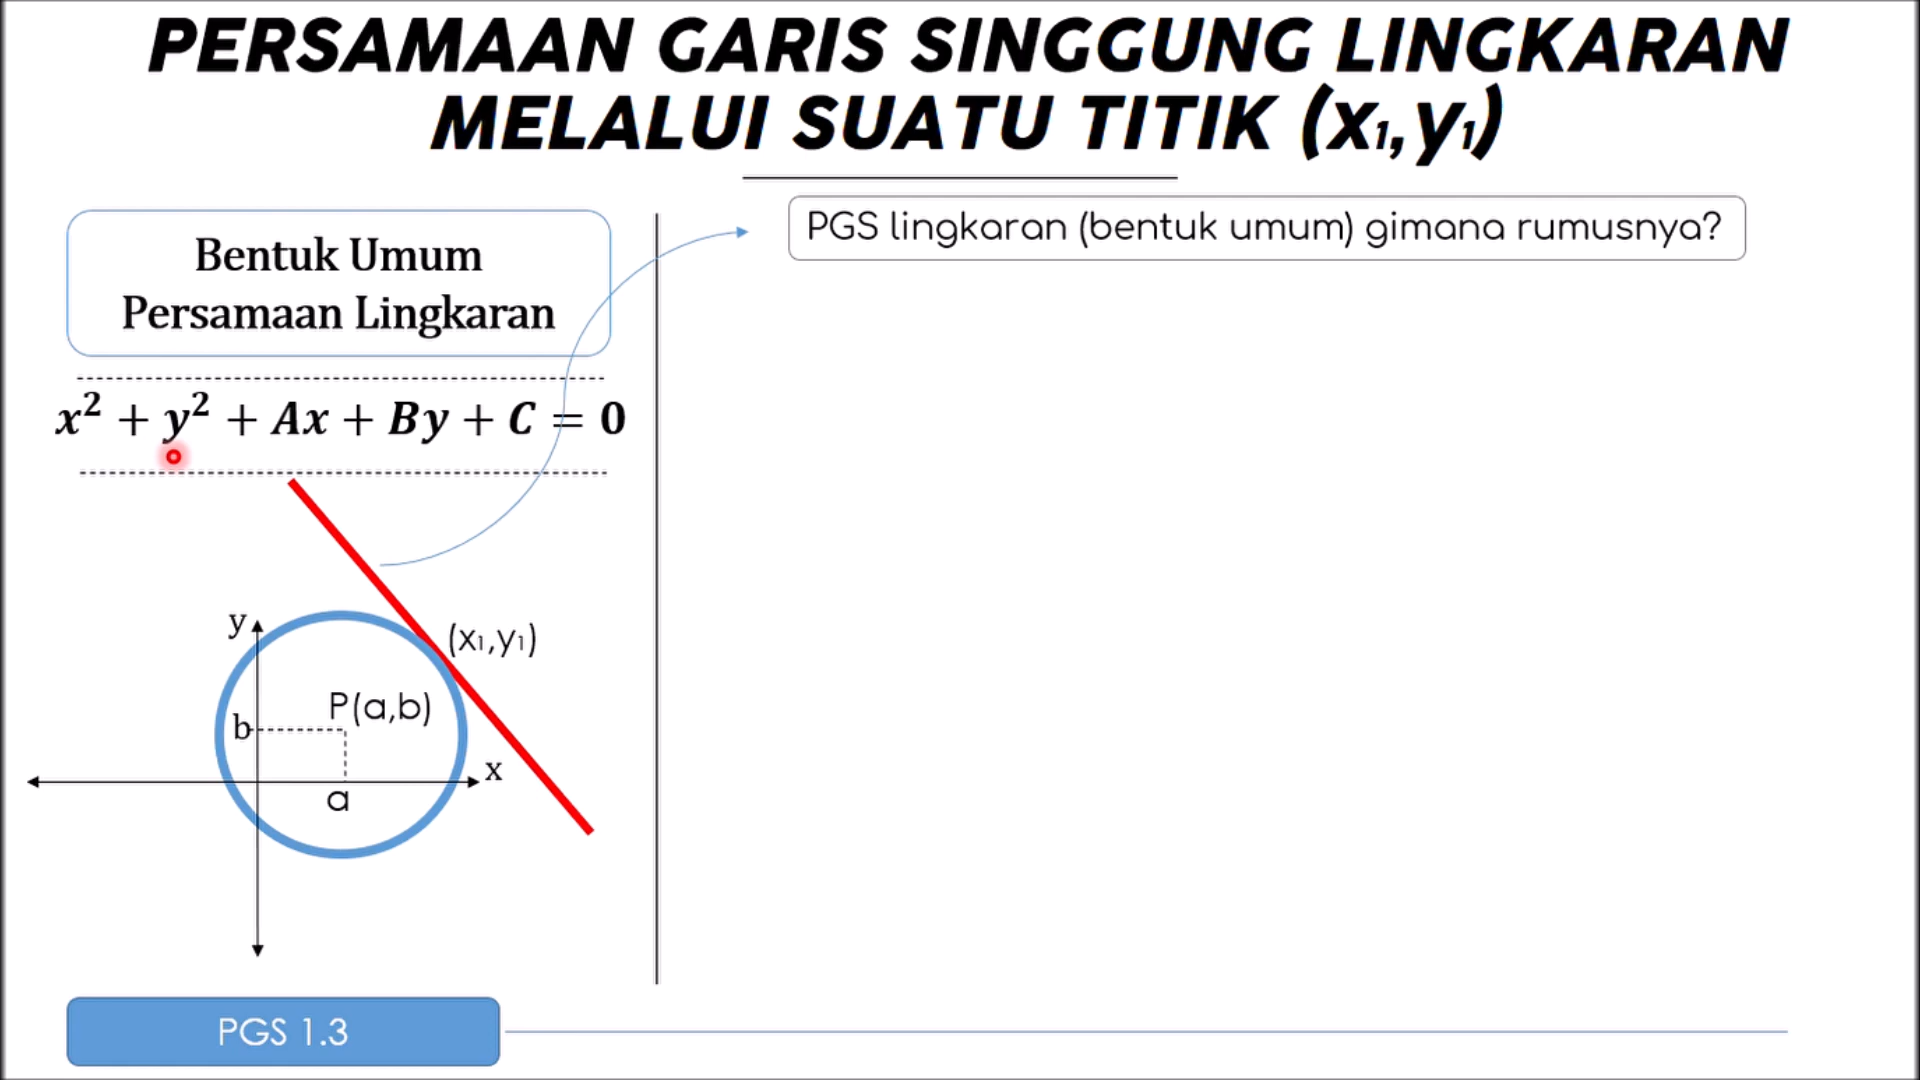 PERSAMAAN GARIS SINGGUNG LINGKARAN
MELALUI SUATU TITIK (x₁,y₁)
Bentuk Umum
Persamaan Lingkaran
x² + y² + Ax + By + C = 0
PGS lingkaran (bentuk umum) gimana rumusnya?
y
(x₁,y₁)
P(a,b)
b
x
a
PGS 1.3